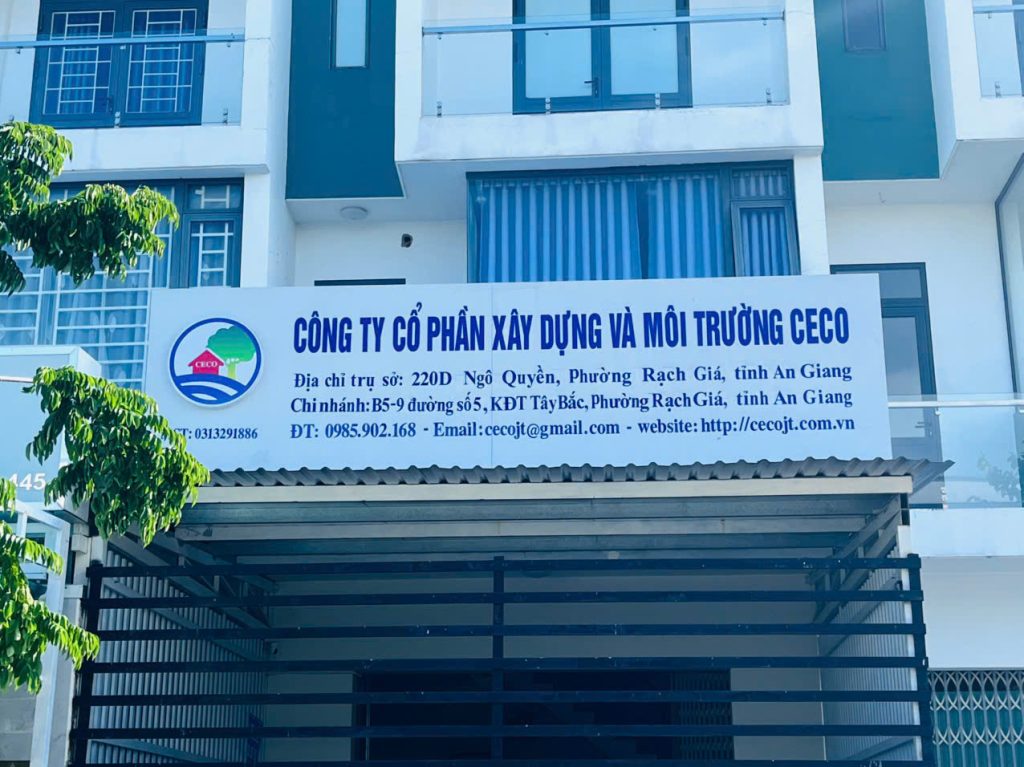 CÔNG TY CỔ PHẦN XÂY DỰNG VÀ MÔI TRƯỜNG CECO
CECO
Địa chỉ trụ sở: 220D Ngô Quyền, Phường Rạch Giá, tỉnh An Giang
Chi nhánh: B5-9 đường số 5, KĐT Tây Bắc, Phường Rạch Giá, tỉnh An Giang
ĐT: 0985.902.168 - Email: cecojt@gmail.com - website: http://cecojt.com.vn
0313291886
445